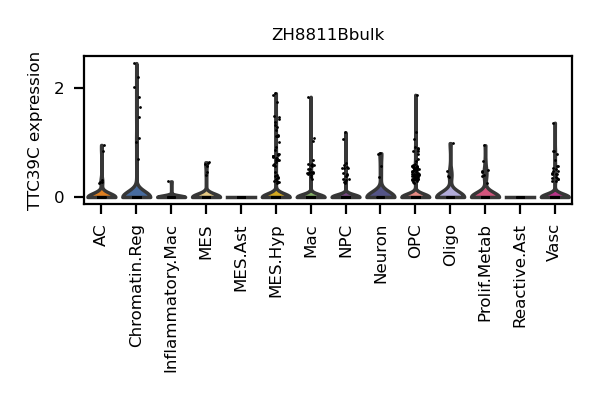 ZH8811Bbulk
TTC39C expression
2
0
AC
Chromatin.Reg
Inflammatory.Mac
MES
MES.Ast
MES.Hyp
Mac
NPC
Neuron
OPC
Oligo
Prolif.Metab
Reactive.Ast
Vasc